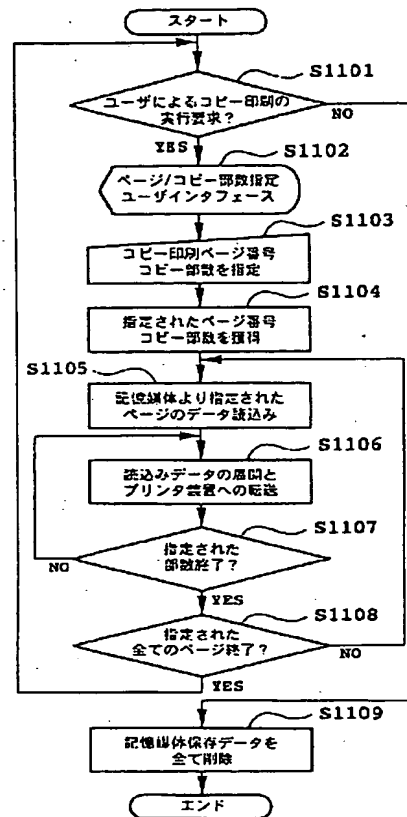 スタート
S1101
ユーザによるコピー印刷の
実行要求?
NO
YES
S1102
ページ/コピー部数指定
ユーザインタフェース
S1103
コピー印刷ページ番号
コピー部数を指定
S1104
指定されたページ番号
コピー部数を獲得
S1105
記憶媒体より指定された
ページのデータ読込み
S1106
読込みデータの展開と
プリンタ装置への転送
S1107
指定された
部数終了?
NO
YES
S1108
指定された
全てのページ終了?
NO
YES
S1109
記憶媒体保存データを
全て削除
エンド